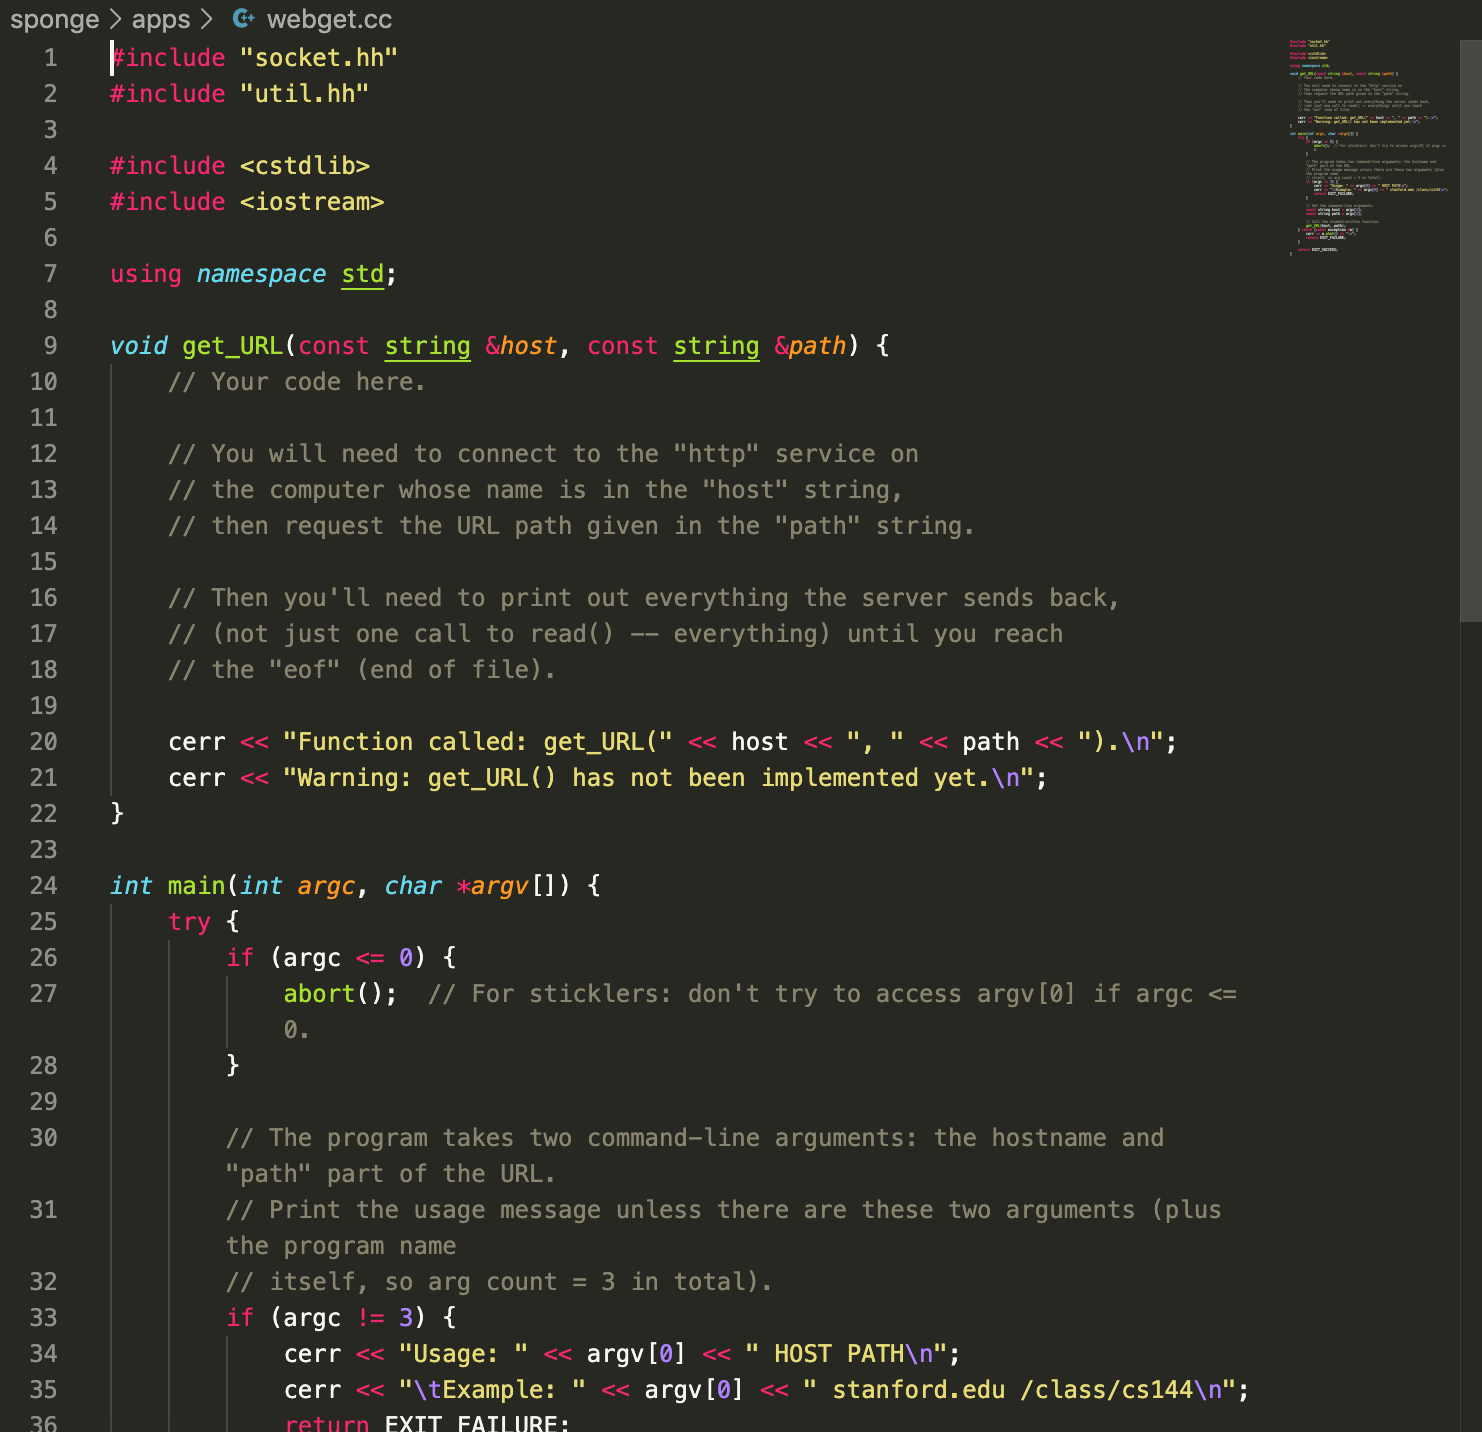 sponge > apps > webget.cc
1 #include "socket.hh"
2 #include "util.hh"
3
4 #include <cstdlib>
5 #include <iostream>
6
7 using namespace std;
8
9 void get_URL(const string &host, const string &path) {
10 // Your code here.
11
12 // You will need to connect to the "http" service on
13 // the computer whose name is in the "host" string,
14 // then request the URL path given in the "path" string.
15
16 // Then you'll need to print out everything the server sends back,
17 // (not just one call to read() -- everything) until you reach
18 // the "eof" (end of file).
19
20 cerr << "Function called: get_URL(" << host << ", " << path << ").\n";
21 cerr << "Warning: get_URL() has not been implemented yet.\n";
22 }
23
24 int main(int argc, char *argv[]) {
25 try {
26 if (argc <= 0) {
27 abort();  // For sticklers: don't try to access argv[0] if argc <=
0.
28 }
29
30 // The program takes two command-line arguments: the hostname and
"path" part of the URL.
31 // Print the usage message unless there are these two arguments (plus
the program name
32 // itself, so arg count = 3 in total).
33 if (argc != 3) {
34 cerr << "Usage: " << argv[0] << " HOST PATH\n";
35 cerr << "\tExample: " << argv[0] << " stanford.edu /class/cs144\n";
36 return EXIT_FAILURE;